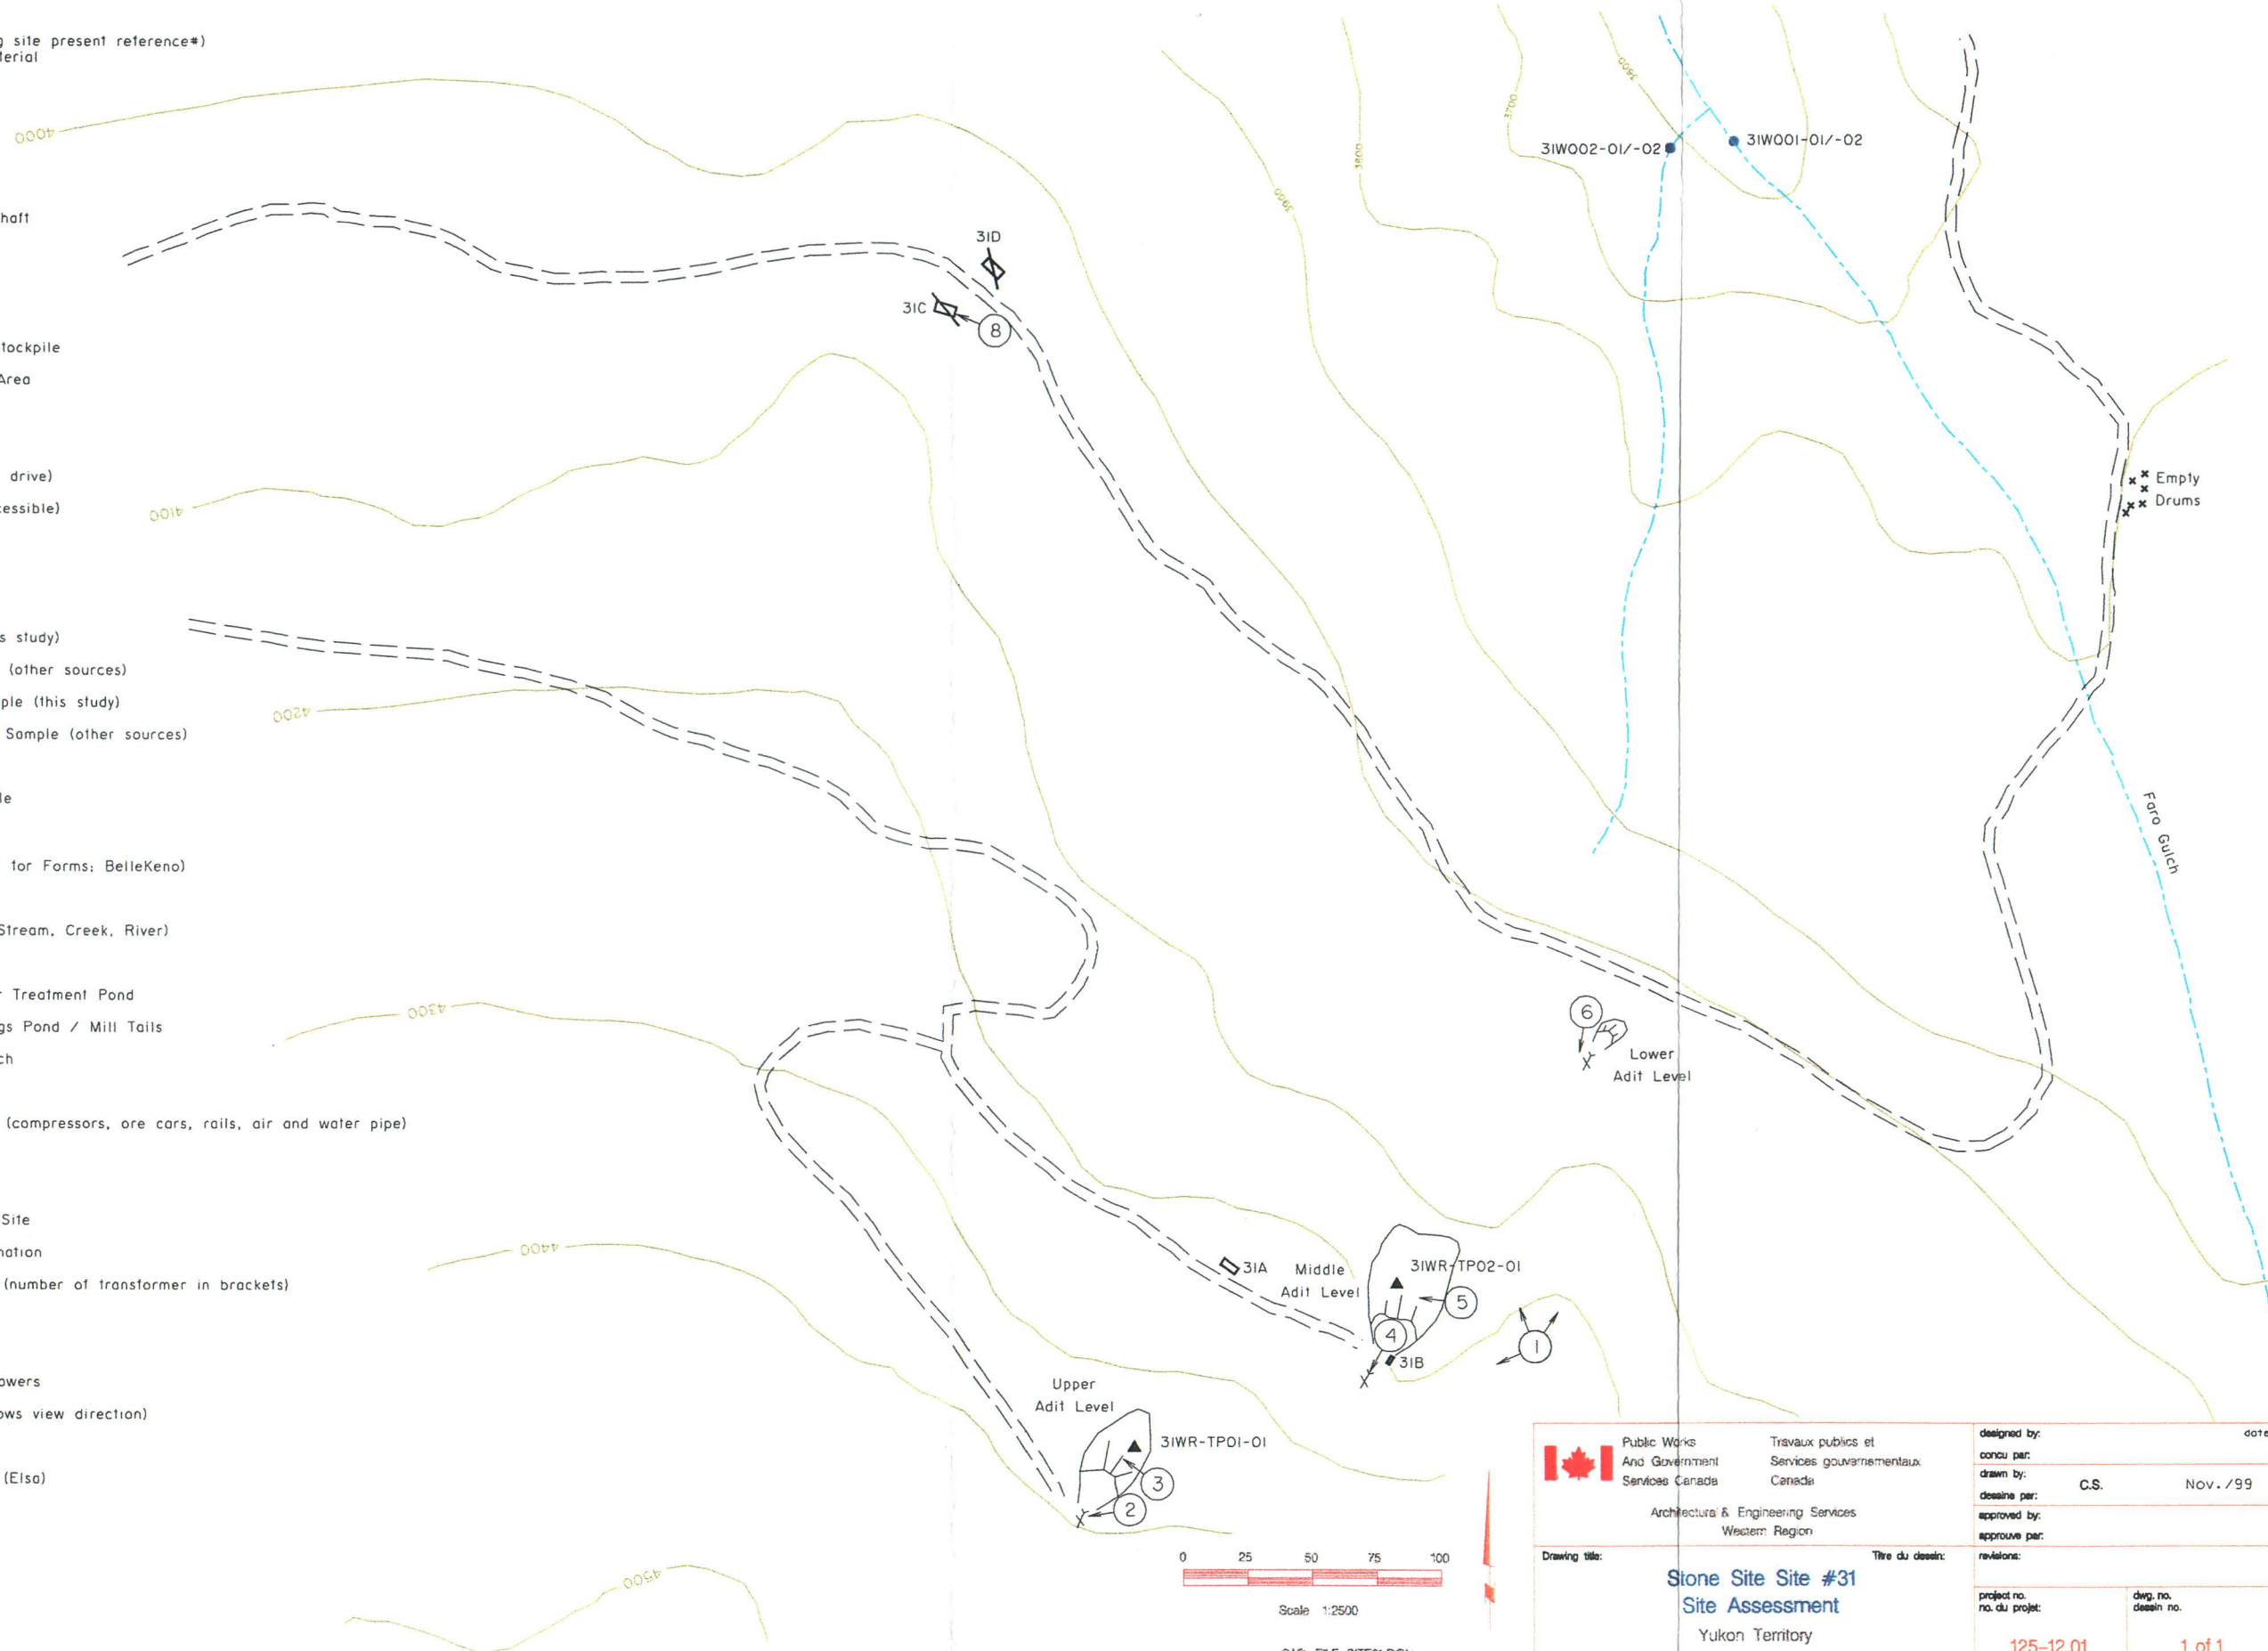 site present reference#)
4000
tockpile
Area
drive)
4100
s study)
(other sources)
ple (this study)
Sample (other sources)
4200
le
for Forms: BelleKeno)
Stream, Creek, River)
Treatment Pond
gs Pond / Mill Tails
4300
ch
(compressors, ore cars, rails, air and water pipe)
Site
4400
(number of transformer in brackets)
owers
ows view direction)
(Elsa)
4500
31D
31C
8
3900
3800
3700
3600
31W002-01/-02
31W001-01/-02
Empty
Drums
Faro Gulch
6
Lower
Adit Level
31A
Middle
Adit Level
31WR-TP02-01
5
4
31B
1
Upper
Adit Level
31WR-TP01-01
3
2
0 25 50 75 100
Scale 1:2500
Public Works
And Government
Services Canada
Travaux publics et
Services gouvernementaux
Canada
Architectural & Engineering Services
Western Region
Drawing title:
Titre du dessin:
Stone Site Site #31
Site Assessment
Yukon Territory
designed by:
date
concu par:
drawn by:
dessine par:
C.S.
Nov./99
approved by:
approuve par:
revisions:
project no.
no. du projet:
125-12.01
dwg. no.
dessin no.
1 of 1